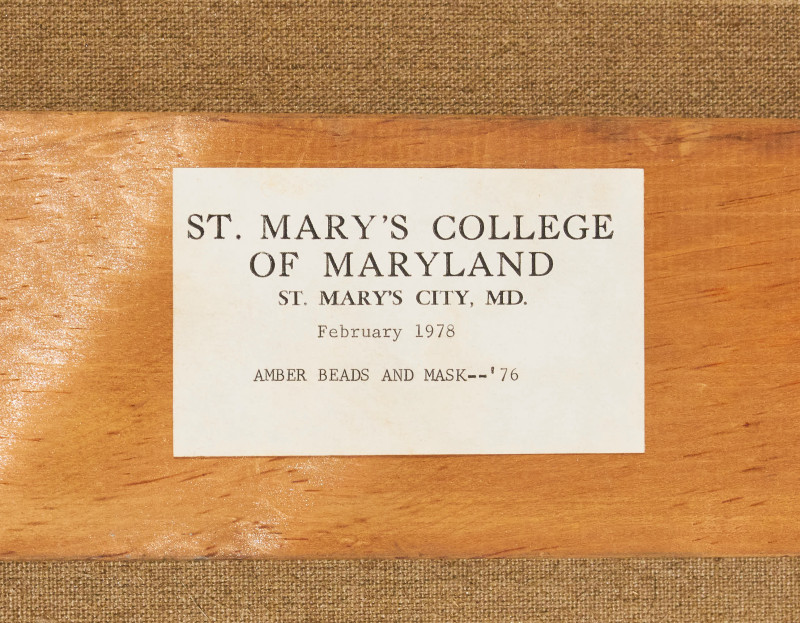 ST. MARY'S COLLEGE
OF MARYLAND
ST. MARY'S CITY, MD.
February 1978
AMBER BEADS AND MASK--'76